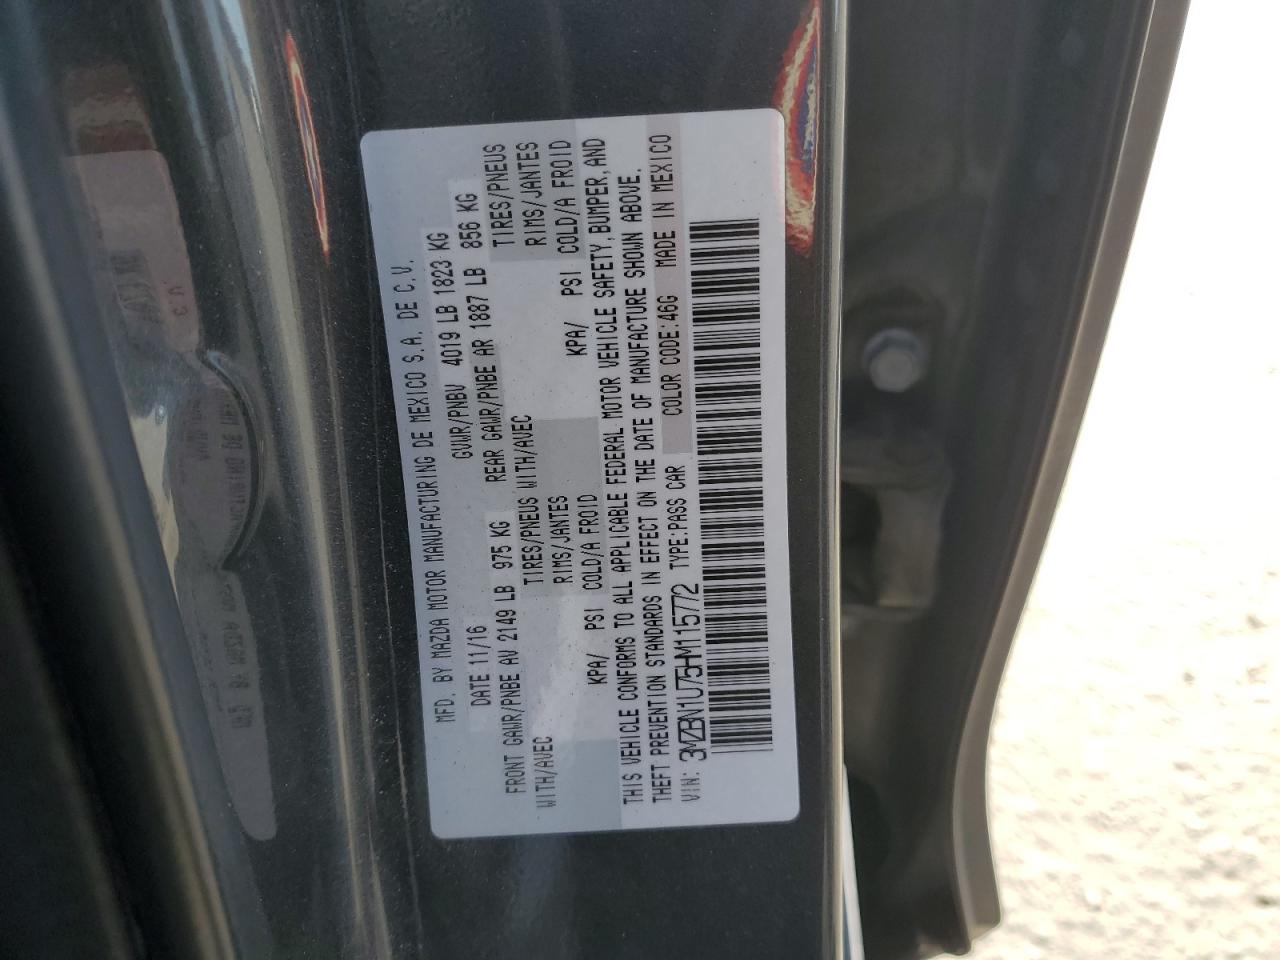 MFD. BY MAZDA MOTOR MANUFACTURING DE MEXICO S.A. DE C.V.
DATE 11/16 GVWR/PNBV 4019 LB 1823 KG
FRONT GAWR/PNBE AV 2149 LB 975 KG REAR GAWR/PNBE AR 1887 LB 856 KG
WITH/AVEC TIRES/PNEUS WITH/AVEC TIRES/PNEUS
RIMS/JANTES RIMS/JANTES
KPA/ PSI COLD/A FROID KPA/ PSI COLD/A FROID
THIS VEHICLE CONFORMS TO ALL APPLICABLE FEDERAL MOTOR VEHICLE SAFETY, BUMPER, AND
THEFT PREVENTION STANDARDS IN EFFECT ON THE DATE OF MANUFACTURE SHOWN ABOVE.
VIN: 3MZBN1U75HM115772 TYPE:PASS CAR COLOR CODE:46G MADE IN MEXICO